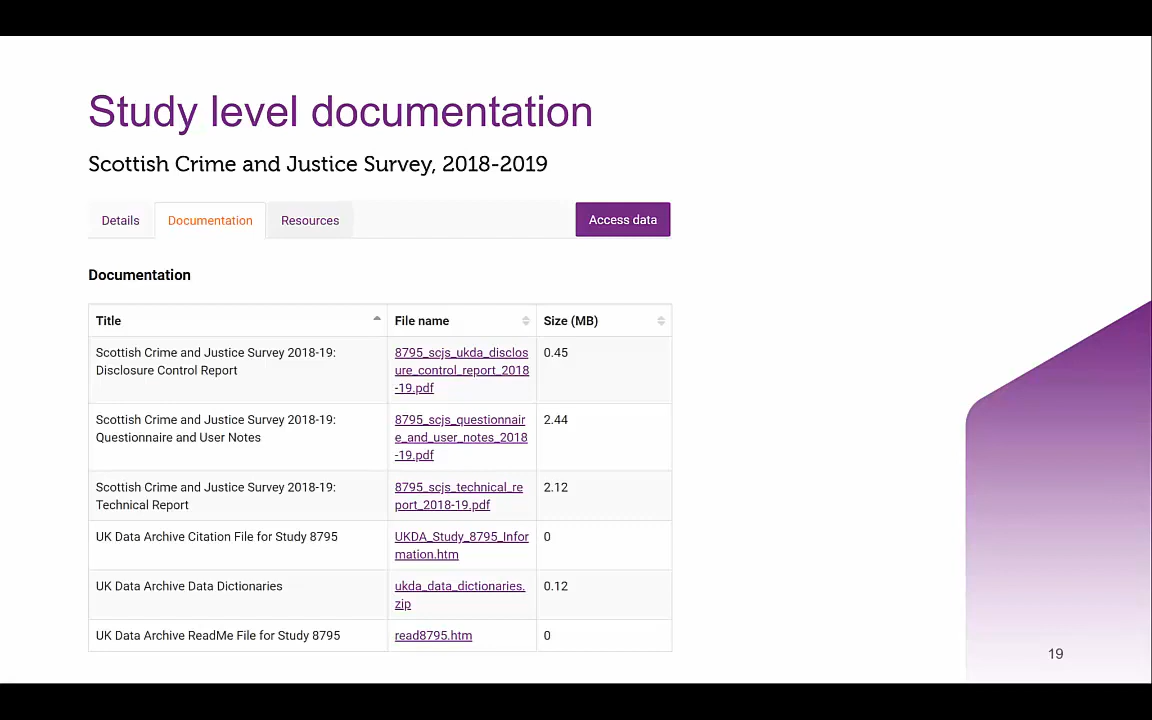 Study level documentation
Scottish Crime and Justice Survey, 2018-2019
Details Documentation Resources Access data
Documentation
Title File name Size (MB)
Scottish Crime and Justice Survey 2018-19: 8795_scjs_ukda_disclos 0.45
Disclosure Control Report ure_control_report_2018
-19.pdf
Scottish Crime and Justice Survey 2018-19: 8795_scjs_questionnair 2.44
Questionnaire and User Notes e_and_user_notes_2018
-19.pdf
Scottish Crime and Justice Survey 2018-19: 8795_scjs_technical_re 2.12
Technical Report port_2018-19.pdf
UK Data Archive Citation File for Study 8795 UKDA_Study_8795_Infor 0
mation.htm
UK Data Archive Data Dictionaries ukda_data_dictionaries. 0.12
zip
UK Data Archive ReadMe File for Study 8795 read8795.htm 0
19